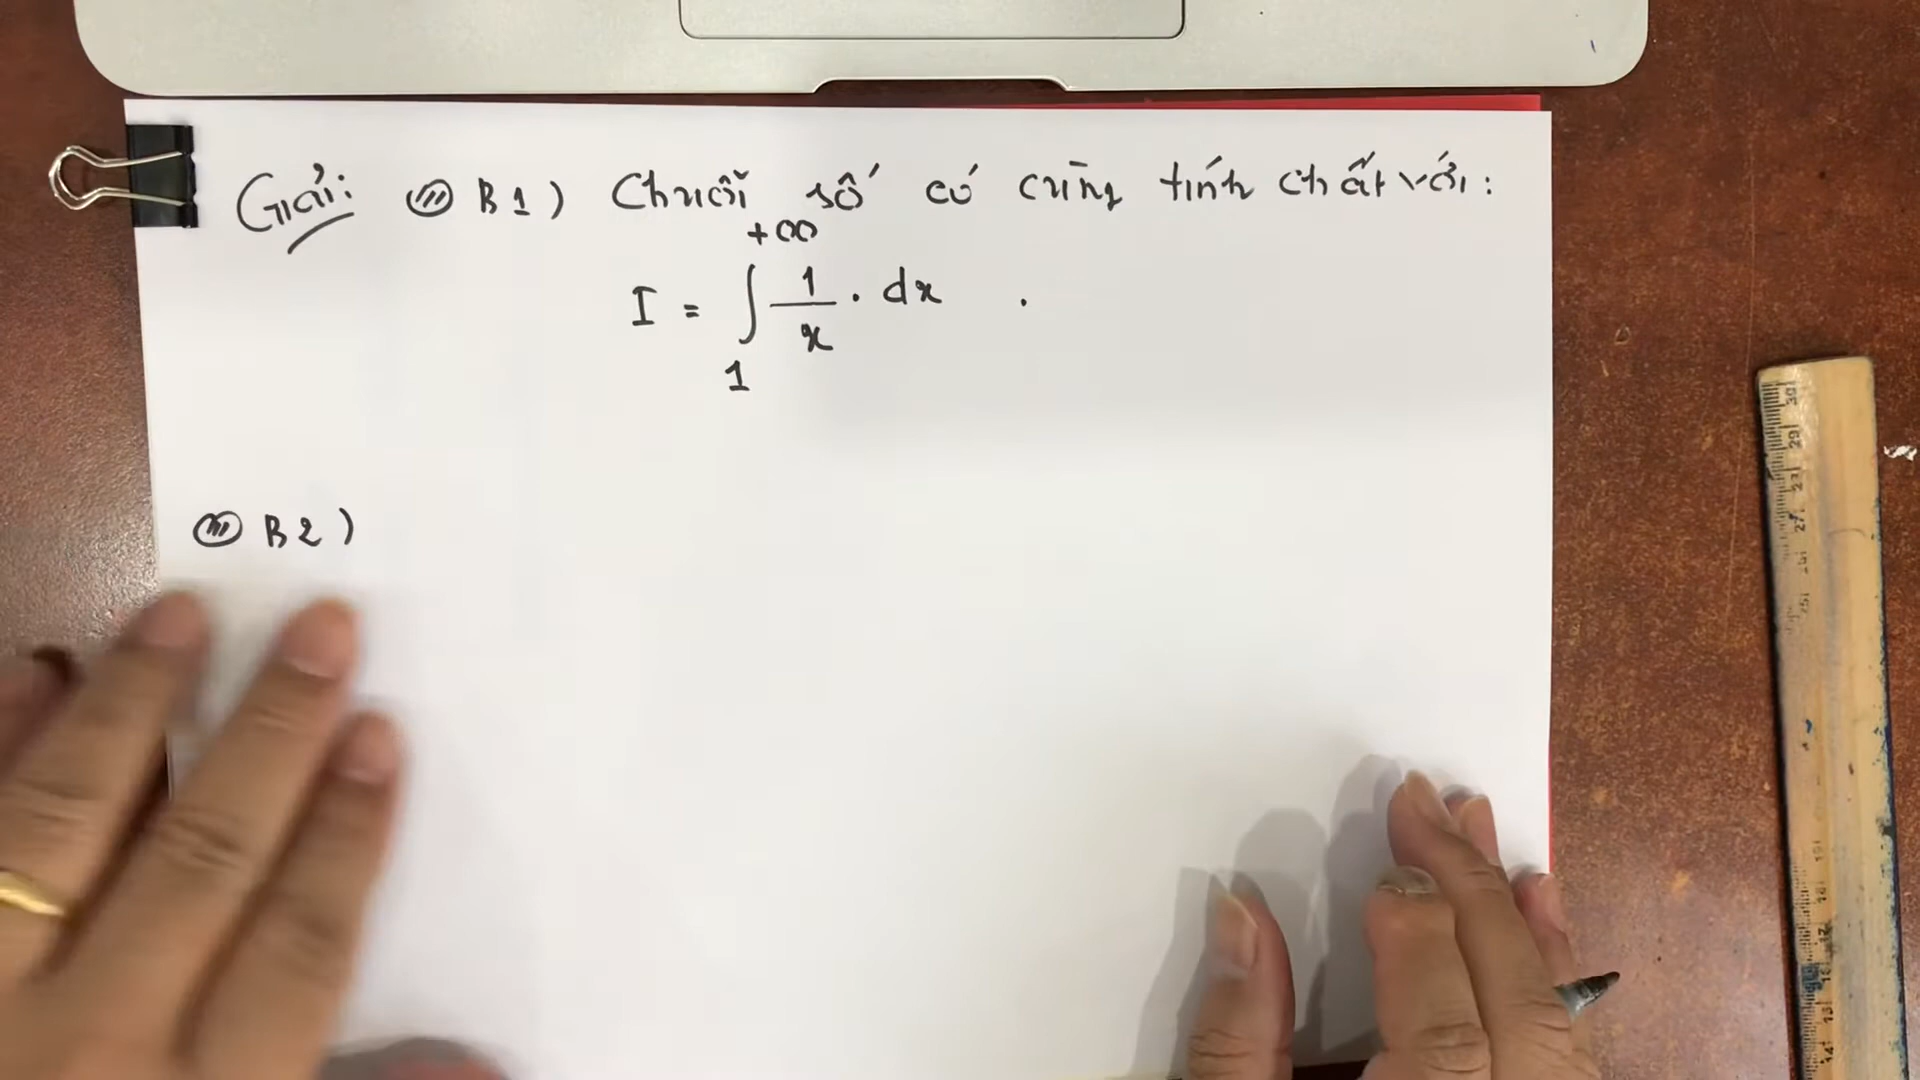 Giải: B1) Chuỗi số có cùng tính chất với:
I = ∫₁^{+∞} 1/x . dx .
B2)